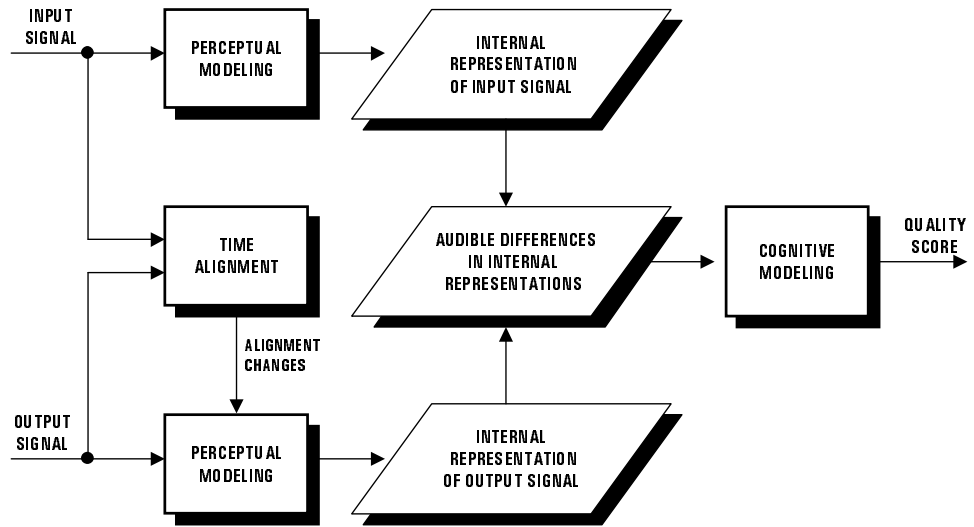 INPUT
SIGNAL
PERCEPTUAL
MODELING
INTERNAL
REPRESENTATION
OF INPUT SIGNAL
TIME
ALIGNMENT
AUDIBLE DIFFERENCES
IN INTERNAL
REPRESENTATIONS
COGNITIVE
MODELING
QUALITY
SCORE
ALIGNMENT
CHANGES
OUTPUT
SIGNAL
PERCEPTUAL
MODELING
INTERNAL
REPRESENTATION
OF OUTPUT SIGNAL